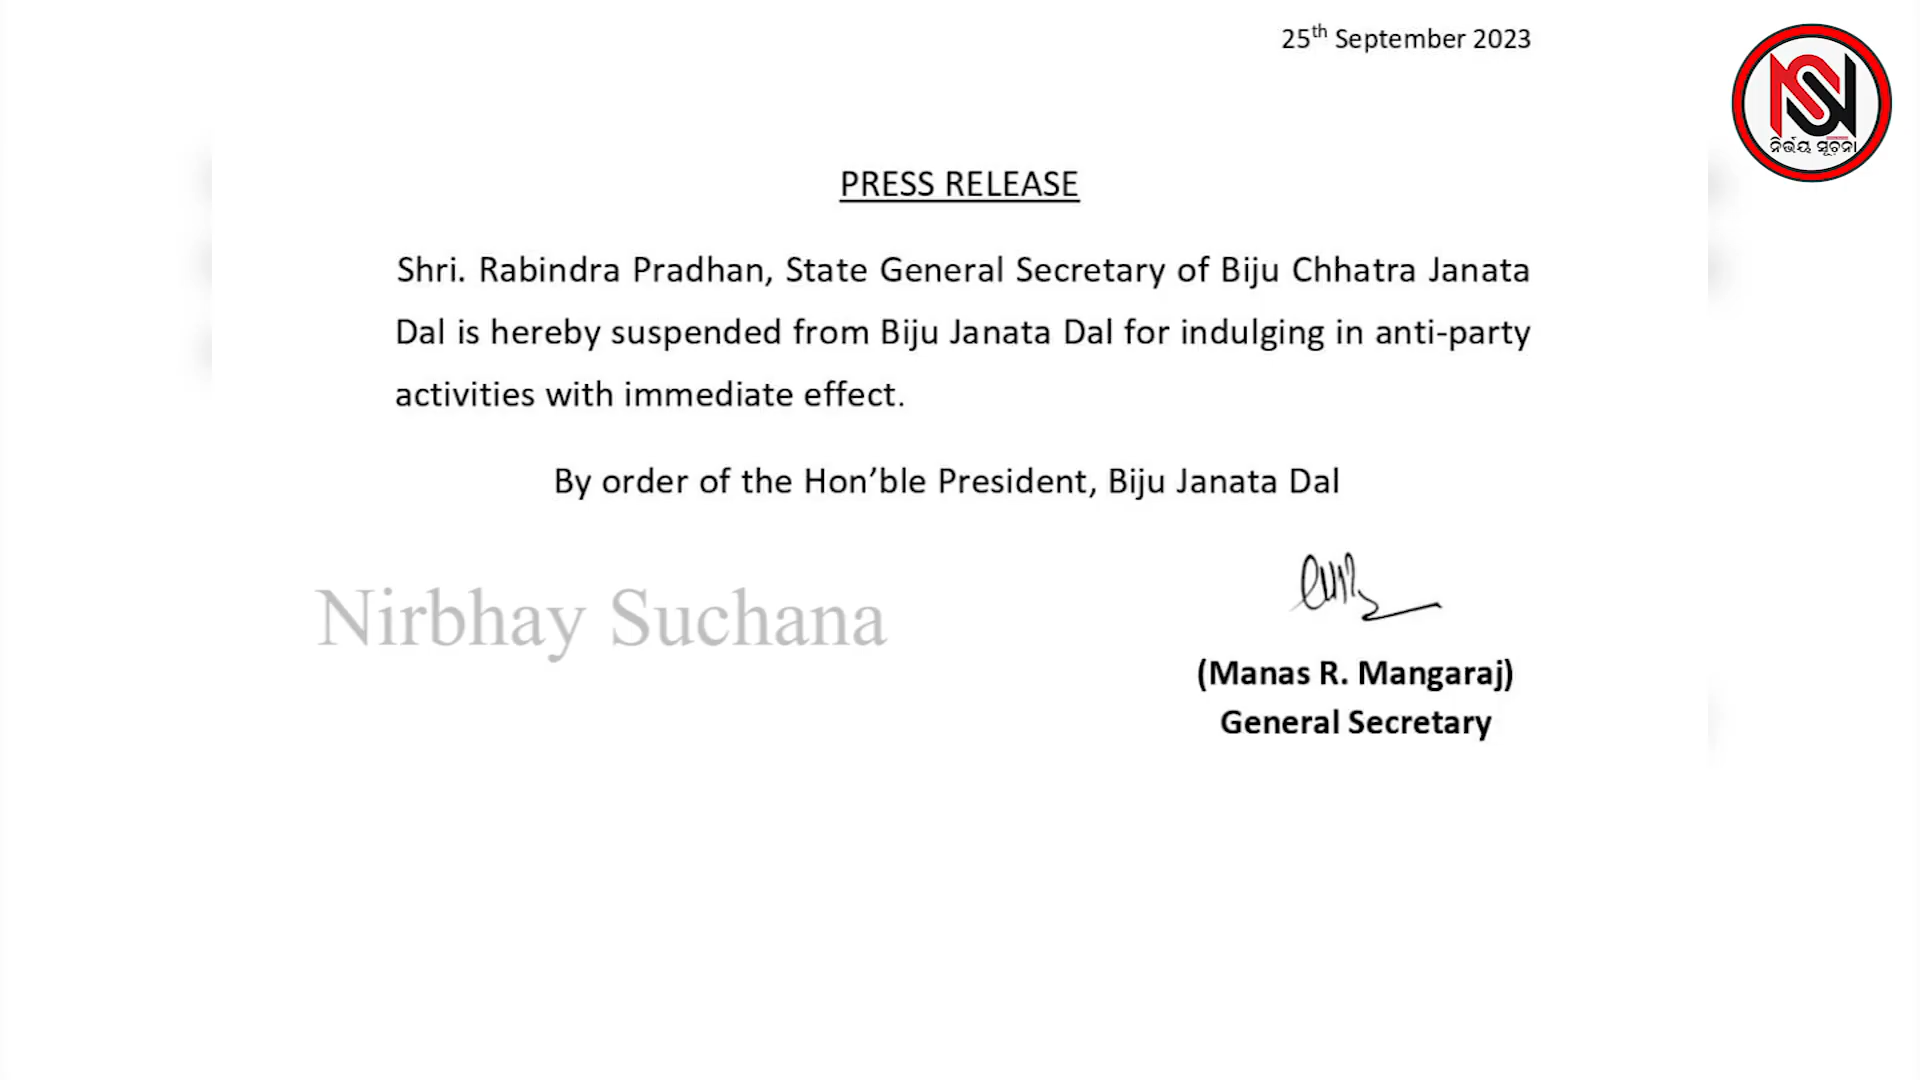 25th September 2023
ନିର୍ଭୟ ସୂଚନା
PRESS RELEASE
Shri. Rabindra Pradhan, State General Secretary of Biju Chhatra Janata
Dal is hereby suspended from Biju Janata Dal for indulging in anti-party
activities with immediate effect.
By order of the Hon’ble President, Biju Janata Dal
Nirbhay Suchana
(Manas R. Mangaraj)
General Secretary